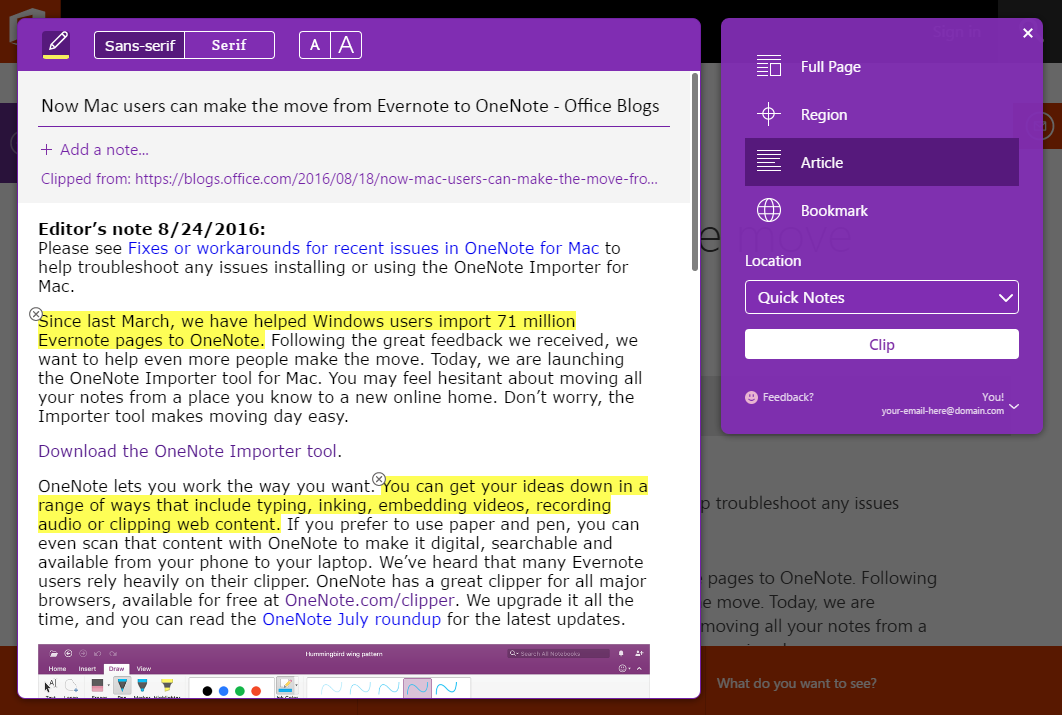 Sans-serif
Serif
A
A
Now Mac users can make the move from Evernote to OneNote - Office Blogs
+ Add a note...
Clipped from: https://blogs.office.com/2016/08/18/now-mac-users-can-make-the-move-fro...
Editor’s note 8/24/2016:
Please see Fixes or workarounds for recent issues in OneNote for Mac to
help troubleshoot any issues installing or using the OneNote Importer for
Mac.
Since last March, we have helped Windows users import 71 million
Evernote pages to OneNote. Following the great feedback we received, we
want to help even more people make the move. Today, we are launching
the OneNote Importer tool for Mac. You may feel hesitant about moving all
your notes from a place you know to a new online home. Don’t worry, the
Importer tool makes moving day easy.
Download the OneNote Importer tool.
OneNote lets you work the way you want. You can get your ideas down in a
range of ways that include typing, inking, embedding videos, recording
audio or clipping web content. If you prefer to use paper and pen, you can
even scan that content with OneNote to make it digital, searchable and
available from your phone to your laptop. We’ve heard that many Evernote
users rely heavily on their clipper. OneNote has a great clipper for all major
browsers, available for free at OneNote.com/clipper. We upgrade it all the
time, and you can read the OneNote July roundup for the latest updates.
Hummingbird wing pattern
Search All Notebooks
Home Insert Draw View
Sign in
Full Page
Region
Article
Bookmark
e move
Location
Quick Notes
Clip
Feedback?
You!
your-email-here@domain.com
p troubleshoot any issues
pages to OneNote. Following
e move. Today, we are
moving all your notes from a
What do you want to see?